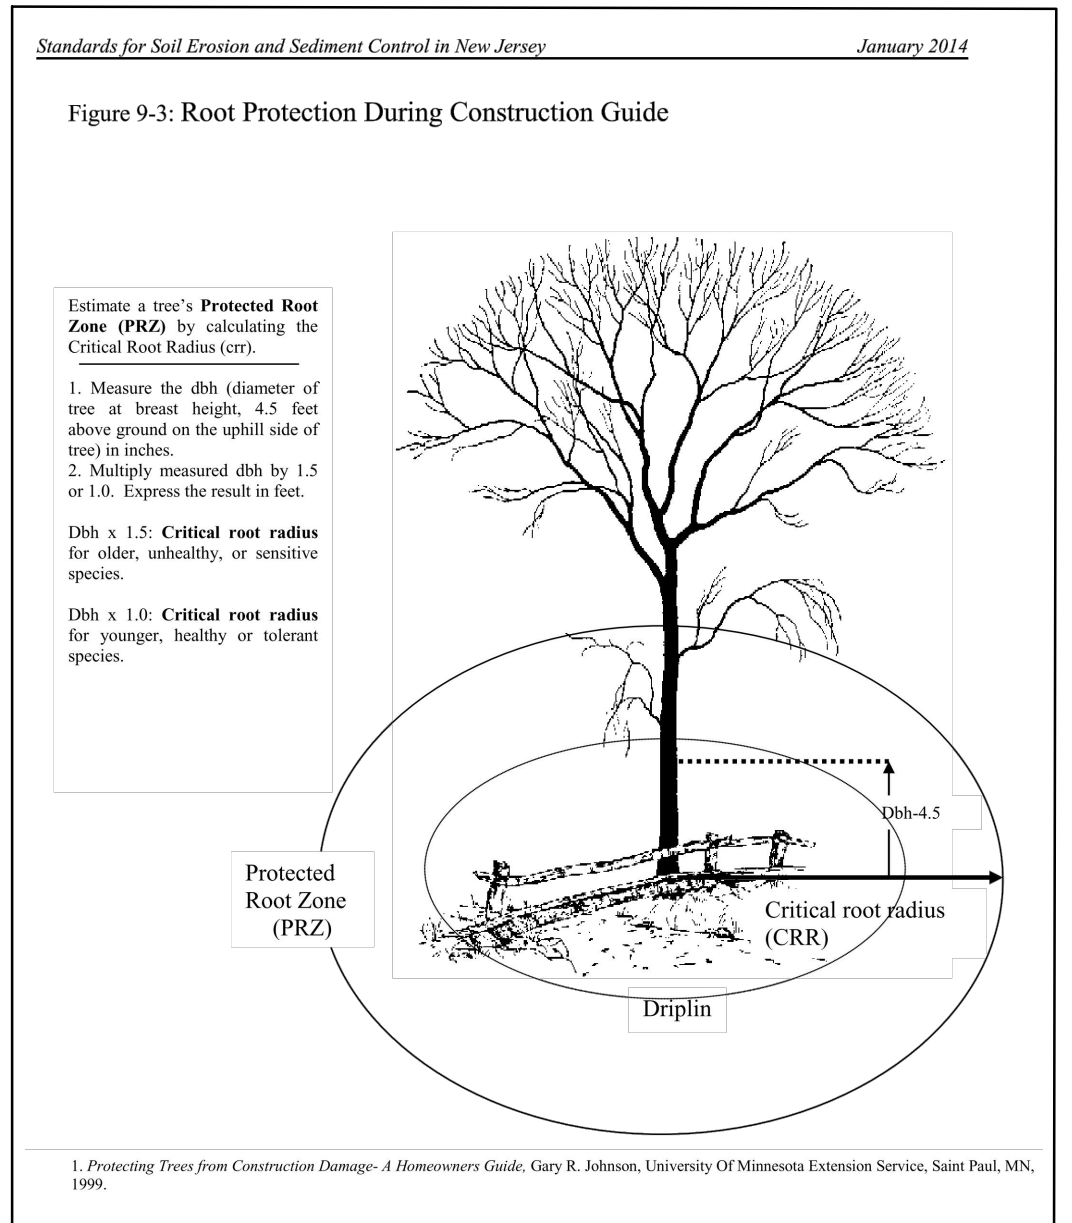 Standards for Soil Erosion and Sediment Control in New Jersey January 2014
Figure 9-3: Root Protection During Construction Guide
Estimate a tree's Protected Root
Zone (PRZ) by calculating the
Critical Root Radius (crr).
1. Measure the dbh (diameter of
tree at breast height, 4.5 feet
above ground on the uphill side of
tree) in inches.
2. Multiply measured dbh by 1.5
or 1.0. Express the result in feet.
Dbh x 1.5: Critical root radius
for older, unhealthy, or sensitive
species.
Dbh x 1.0: Critical root radius
for younger, healthy or tolerant
species.
Dbh-4.5
Protected
Root Zone
(PRZ)
Critical root radius
(CRR)
Driplin
1. Protecting Trees from Construction Damage- A Homeowners Guide, Gary R. Johnson, University Of Minnesota Extension Service, Saint Paul, MN,
1999.